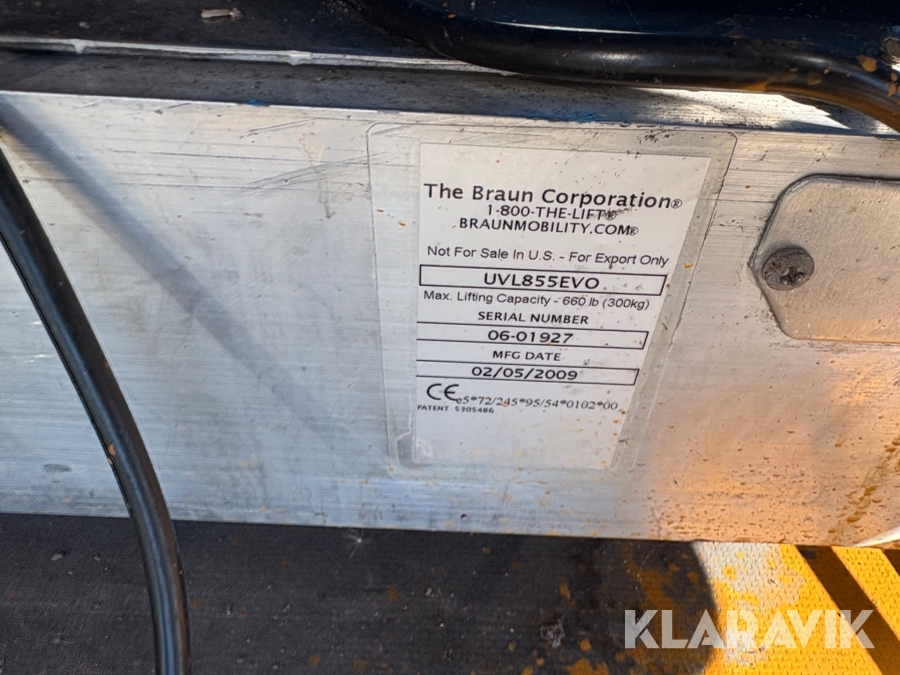 The Braun Corporation®
1-800-THE-LIFT®
BRAUNMOBILITY.COM®
Not For Sale In U.S. - For Export Only
UVL855EVO
Max. Lifting Capacity - 660 lb (300kg)
SERIAL NUMBER
06-01927
MFG DATE
02/05/2009
CE e5*72/245*95/54*0102*00
PATENT 5305486
KLARAVIK